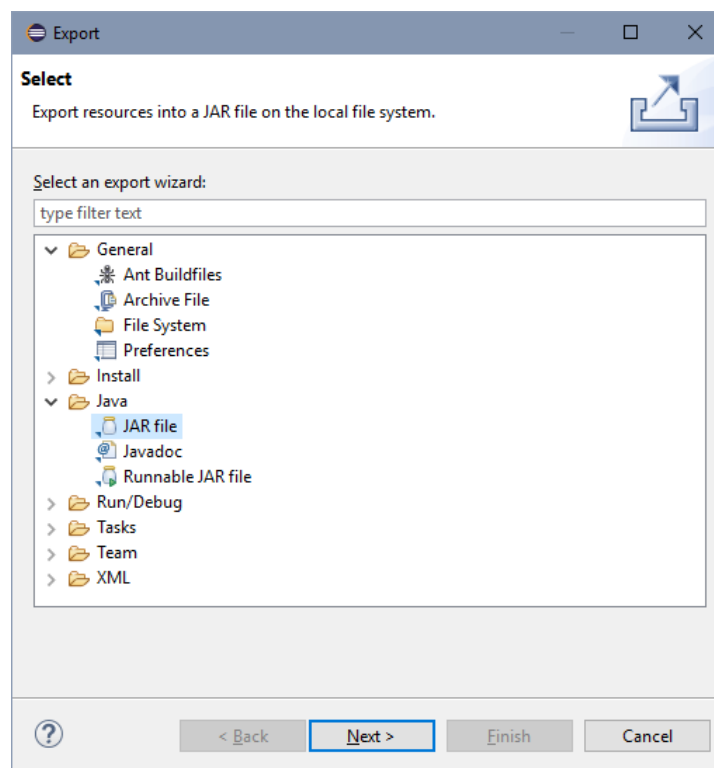 Export
Select
Export resources into a JAR file on the local file system.
Select an export wizard:
type filter text
General
Ant Buildfiles
Archive File
File System
Preferences
Install
Java
JAR file
Javadoc
Runnable JAR file
Run/Debug
Tasks
Team
XML
? < Back Next > Finish Cancel